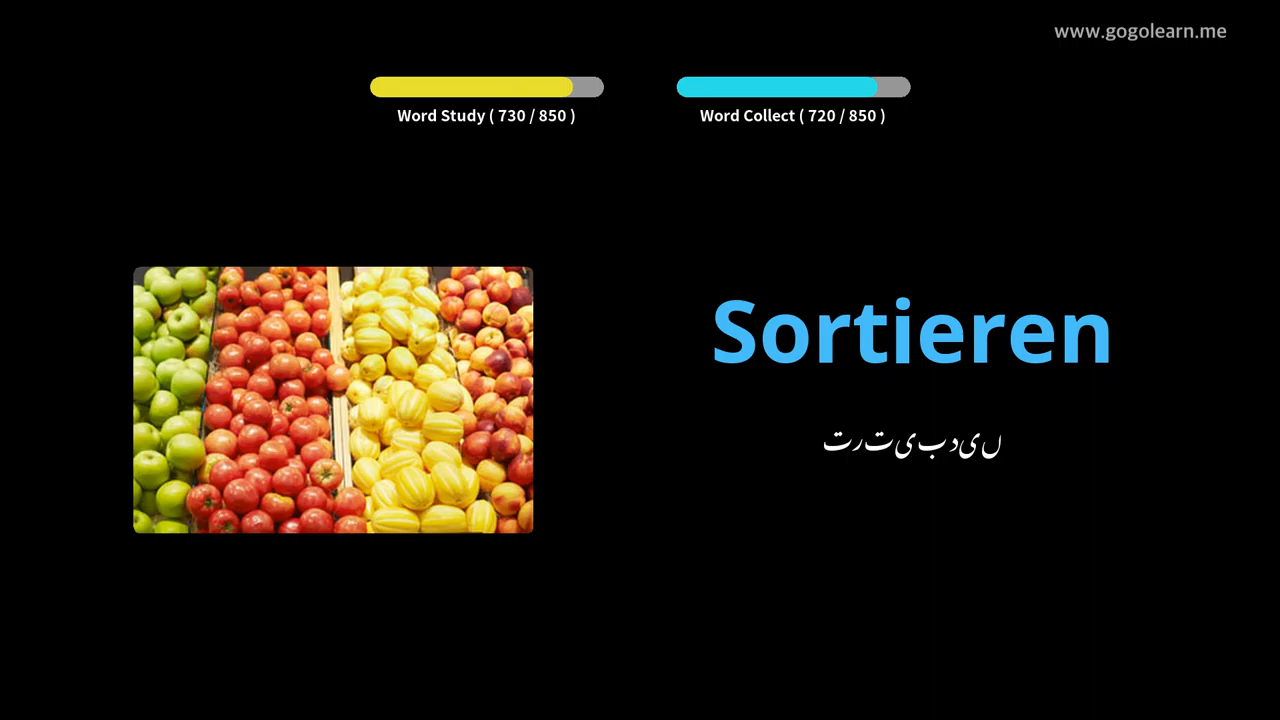 www.gogolearn.me
Word Study ( 730 / 850 )
Word Collect ( 720 / 850 )
Sortieren
ترتیب دیں